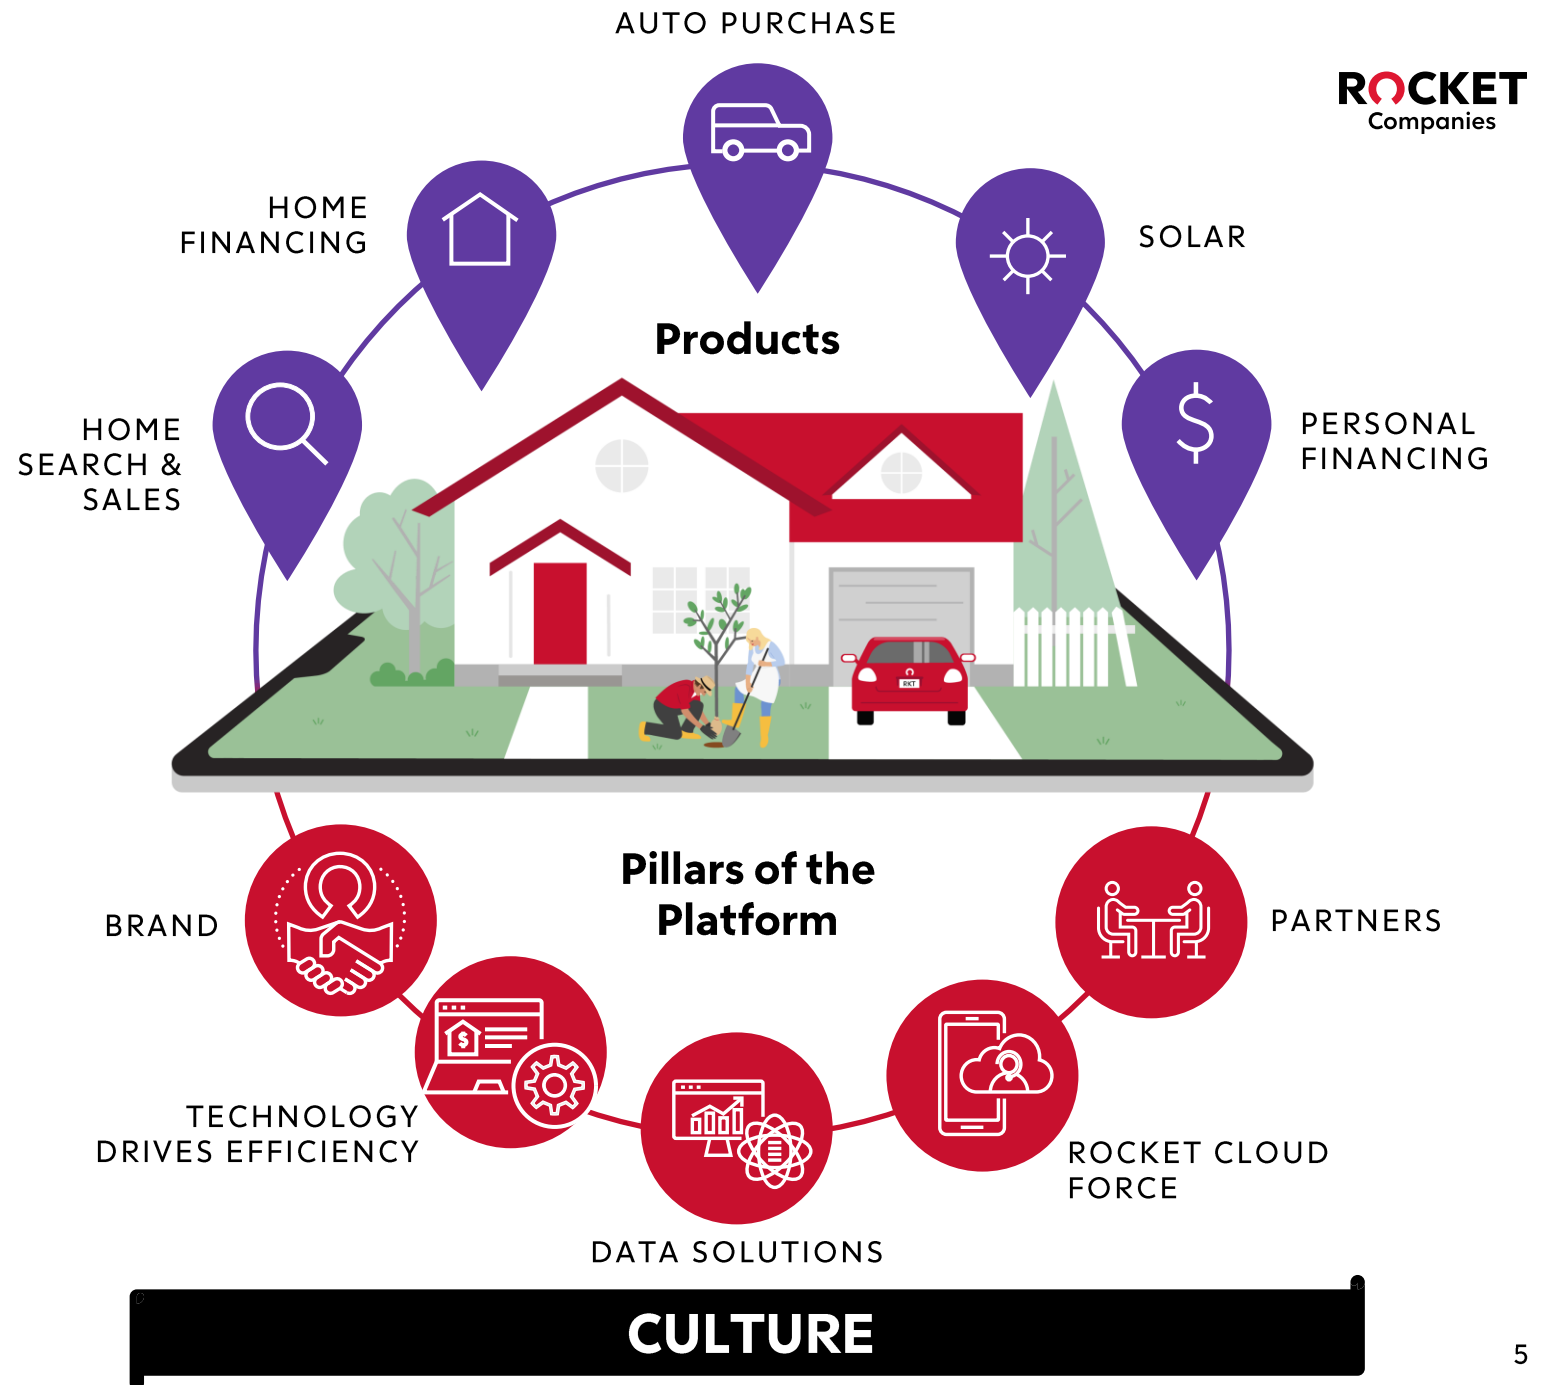 AUTO PURCHASE
ROCKET
Companies
HOME
FINANCING
SOLAR
Products
HOME
SEARCH &
SALES
PERSONAL
FINANCING
RKT
Pillars of the
Platform
BRAND
PARTNERS
TECHNOLOGY
DRIVES EFFICIENCY
ROCKET CLOUD
FORCE
DATA SOLUTIONS
CULTURE
5